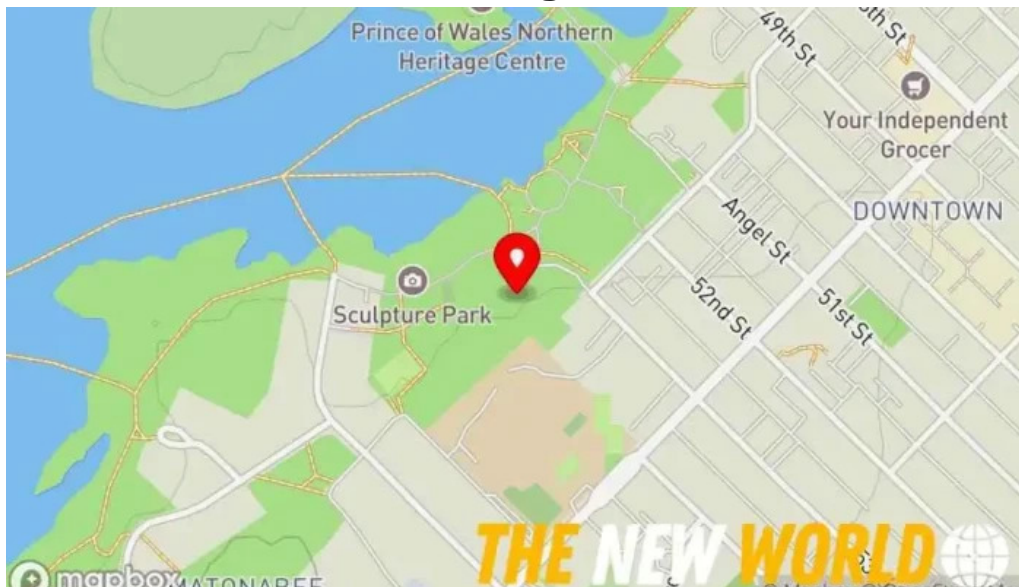 Prince of Wales Northern
Heritage Centre
49th St
Your Independent
Grocer
DOWNTOWN
Angel St
52nd St
51st St
Sculpture Park
THE NEW WORLD
mapbox